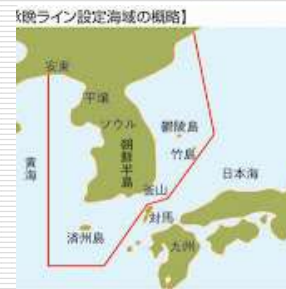 承晩ライン設定海域の概略】
安東
平壌
ソウル
鬱陵島
朝鮮半島
竹島
黄海
日本海
釜山
対馬
済州島
九州